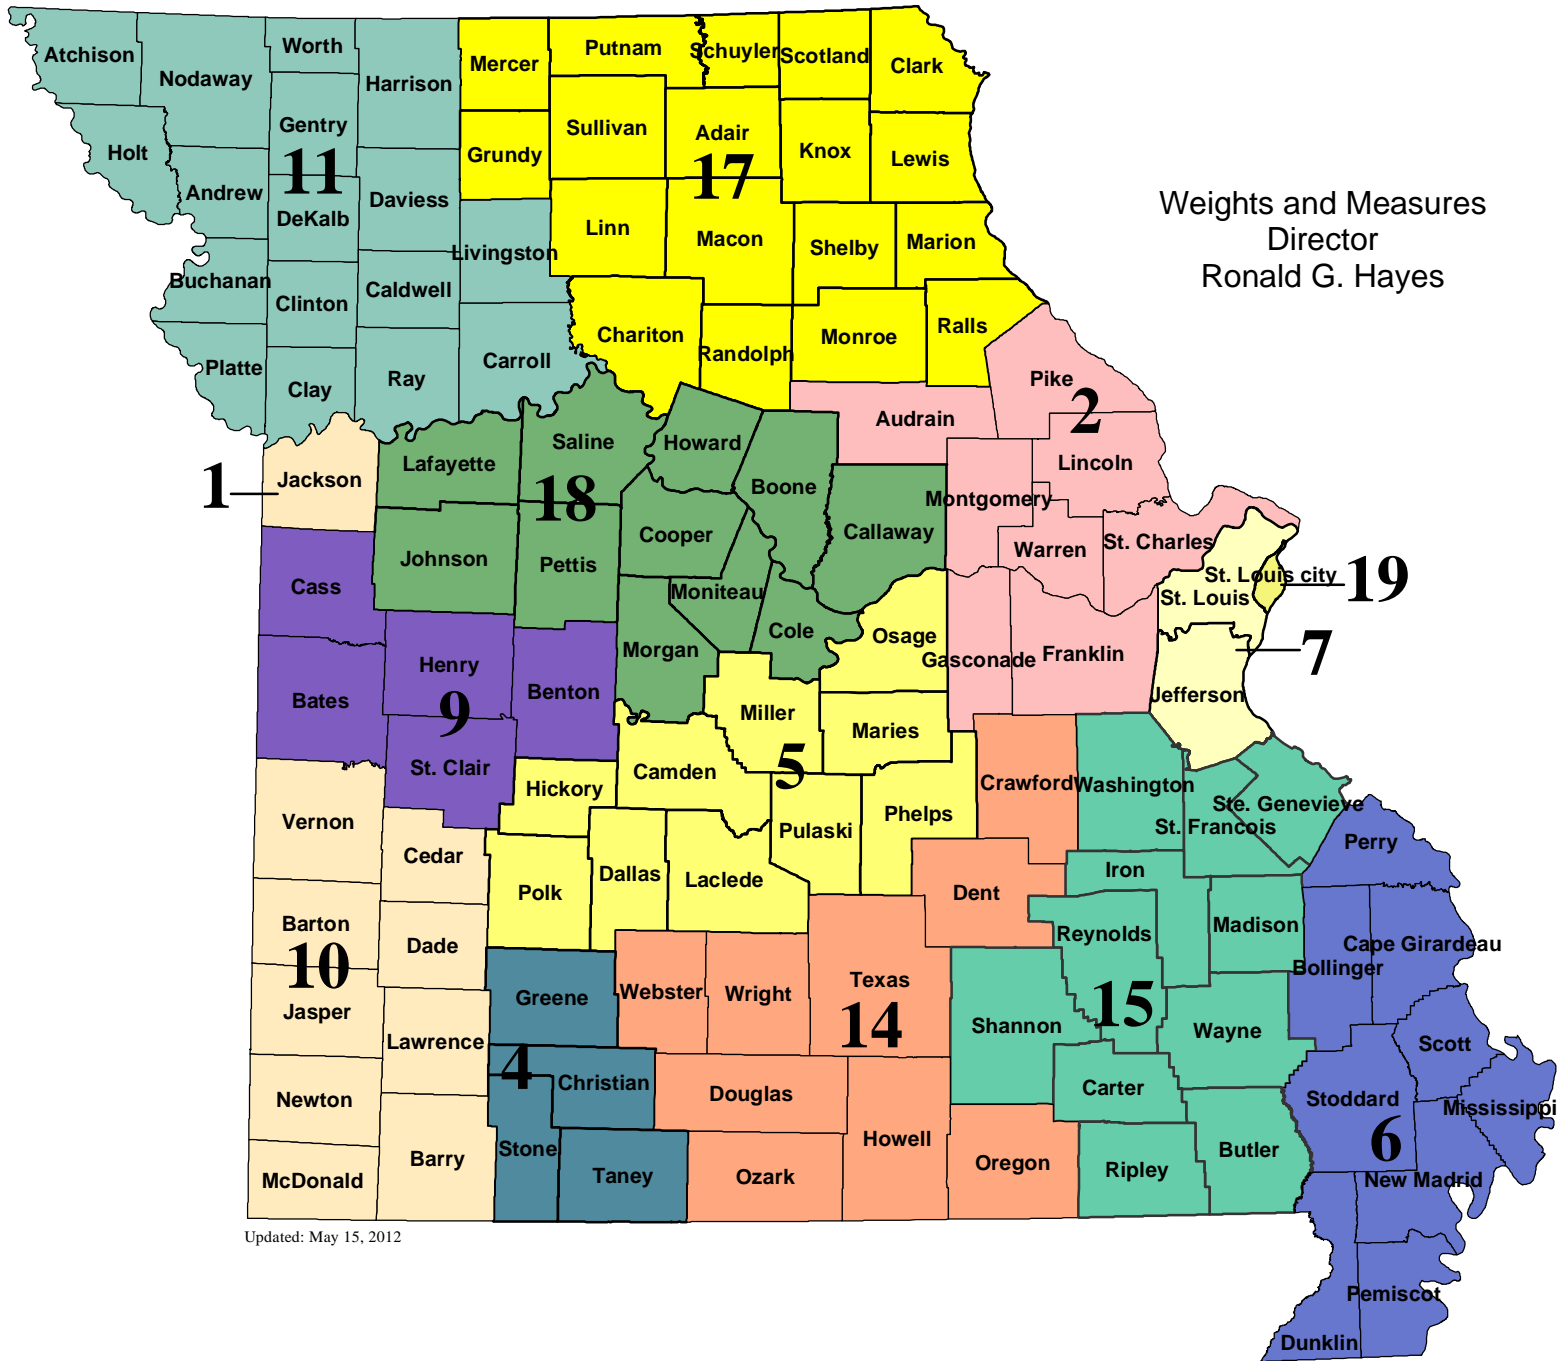 Atchison
Nodaway
Worth
Harrison
Mercer
Putnam
Schuyler
Scotland
Clark
Holt
Gentry
11
Andrew
DeKalb
Daviess
Grundy
Sullivan
Adair
17
Knox
Lewis
Weights and Measures
Director
Ronald G. Hayes
Buchanan
Clinton
Caldwell
Livingston
Linn
Macon
Shelby
Marion
Platte
Clay
Ray
Carroll
Chariton
Randolph
Monroe
Ralls
Pike
2
Audrain
1
Jackson
Lafayette
Saline
18
Howard
Boone
Callaway
Montgomery
Lincoln
Warren
St. Charles
St. Louis city
19
St. Louis
7
Jefferson
Cass
Johnson
Pettis
Cooper
Moniteau
Cole
Morgan
Osage
Gasconade
Franklin
Bates
Henry
9
Benton
St. Clair
Miller
5
Maries
Camden
Hickory
Pulaski
Phelps
Crawford
Washington
Ste. Genevieve
St. Francois
Perry
Vernon
Cedar
Polk
Dallas
Laclede
Dent
Iron
Reynolds
Madison
Cape Girardeau
Bollinger
Barton
10
Dade
Jasper
Greene
Webster
Wright
Texas
14
Shannon
15
Wayne
Scott
Lawrence
4
Christian
Douglas
Carter
Stoddard
Mississippi
6
Newton
Barry
Stone
Taney
Ozark
Howell
Oregon
Ripley
Butler
New Madrid
McDonald
Pemiscot
Dunklin
Updated: May 15, 2012